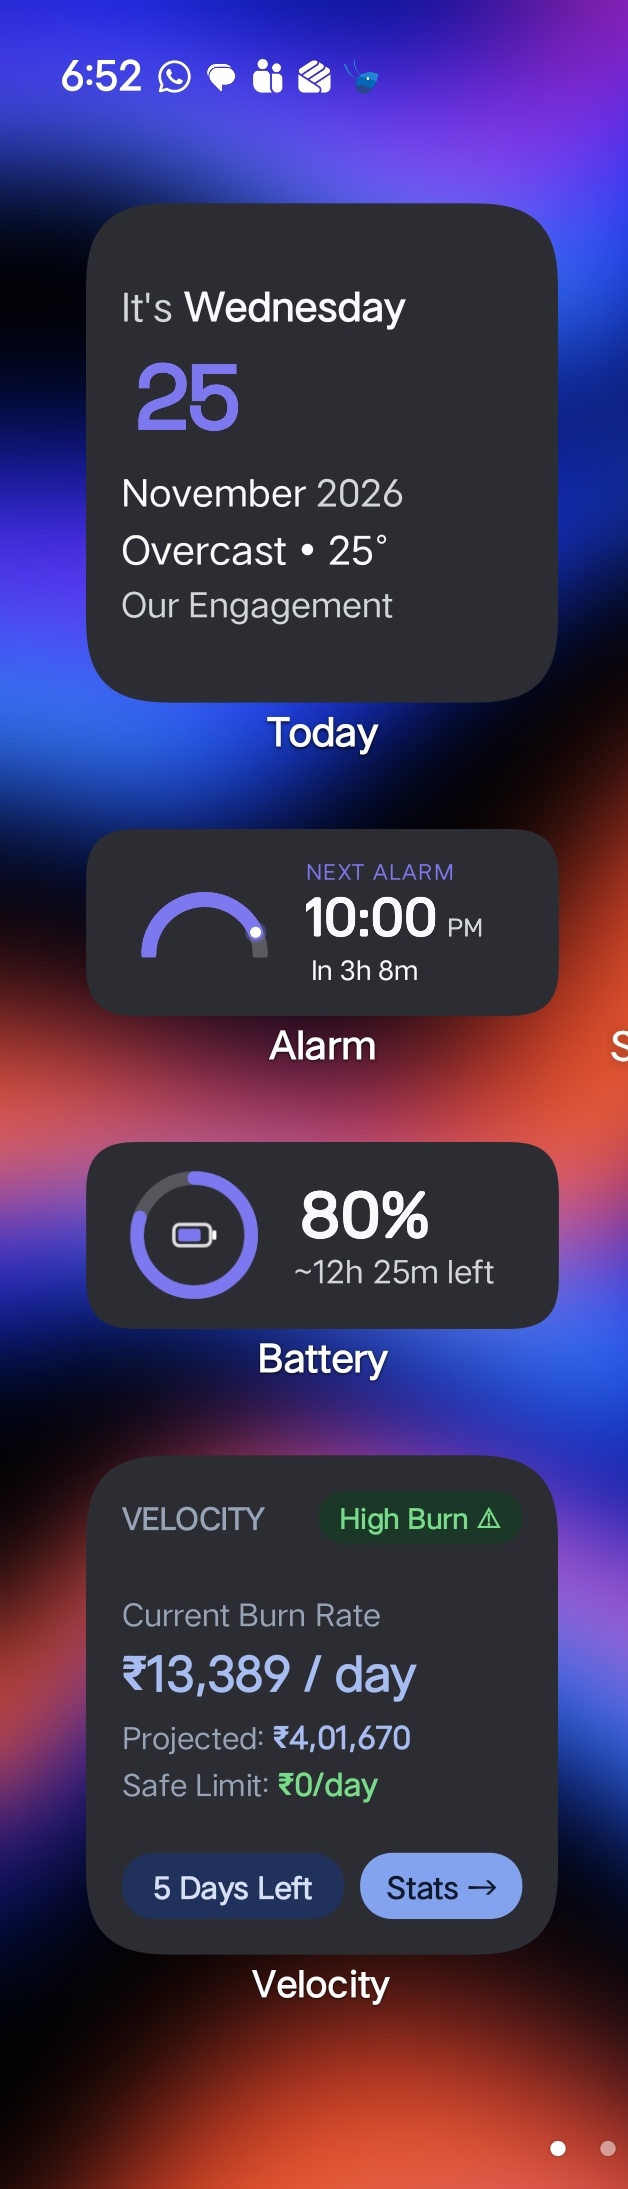 6:52
It's Wednesday
25
November 2026
Overcast • 25°
Our Engagement
Today
NEXT ALARM
10:00 PM
In 3h 8m
Alarm
S
80%
~12h 25m left
Battery
VELOCITY
High Burn ⚠
Current Burn Rate
₹13,389 / day
Projected: ₹4,01,670
Safe Limit: ₹0/day
5 Days Left
Stats →
Velocity